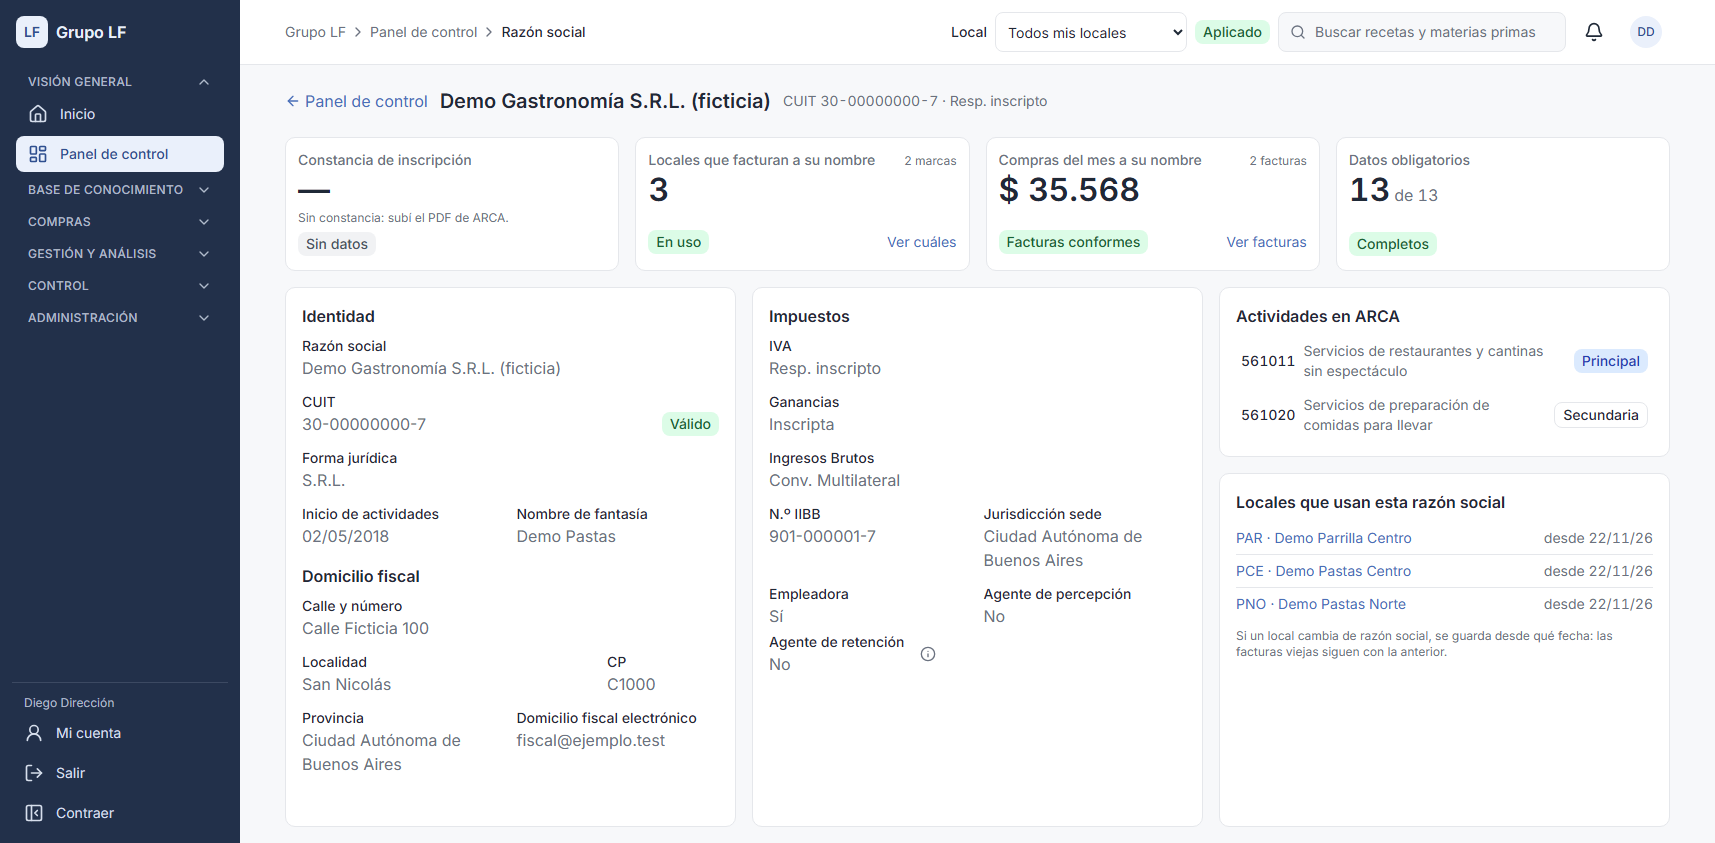 LF Grupo LF
VISIÓN GENERAL
Inicio
Panel de control
BASE DE CONOCIMIENTO
COMPRAS
GESTIÓN Y ANÁLISIS
CONTROL
ADMINISTRACIÓN
Diego Dirección
Mi cuenta
Salir
Contraer
Grupo LF > Panel de control > Razón social
Local
Todos mis locales
Aplicado
Buscar recetas y materias primas
DD
← Panel de control
Demo Gastronomía S.R.L. (ficticia)
CUIT 30-00000000-7 · Resp. inscripto
Constancia de inscripción
—
Sin constancia: subí el PDF de ARCA.
Sin datos
Locales que facturan a su nombre
2 marcas
3
En uso
Ver cuáles
Compras del mes a su nombre
2 facturas
$ 35.568
Facturas conformes
Ver facturas
Datos obligatorios
13 de 13
Completos
Identidad
Razón social
Demo Gastronomía S.R.L. (ficticia)
CUIT
30-00000000-7
Válido
Forma jurídica
S.R.L.
Inicio de actividades
02/05/2018
Nombre de fantasía
Demo Pastas
Domicilio fiscal
Calle y número
Calle Ficticia 100
Localidad
San Nicolás
CP
C1000
Provincia
Ciudad Autónoma de
Buenos Aires
Domicilio fiscal electrónico
fiscal@ejemplo.test
Impuestos
IVA
Resp. inscripto
Ganancias
Inscripta
Ingresos Brutos
Conv. Multilateral
N.º IIBB
901-000001-7
Jurisdicción sede
Ciudad Autónoma de
Buenos Aires
Empleadora
Sí
Agente de percepción
No
Agente de retención
No
Actividades en ARCA
561011
Servicios de restaurantes y cantinas
sin espectáculo
Principal
561020
Servicios de preparación de
comidas para llevar
Secundaria
Locales que usan esta razón social
PAR · Demo Parrilla Centro
desde 22/11/26
PCE · Demo Pastas Centro
desde 22/11/26
PNO · Demo Pastas Norte
desde 22/11/26
Si un local cambia de razón social, se guarda desde qué fecha: las
facturas viejas siguen con la anterior.